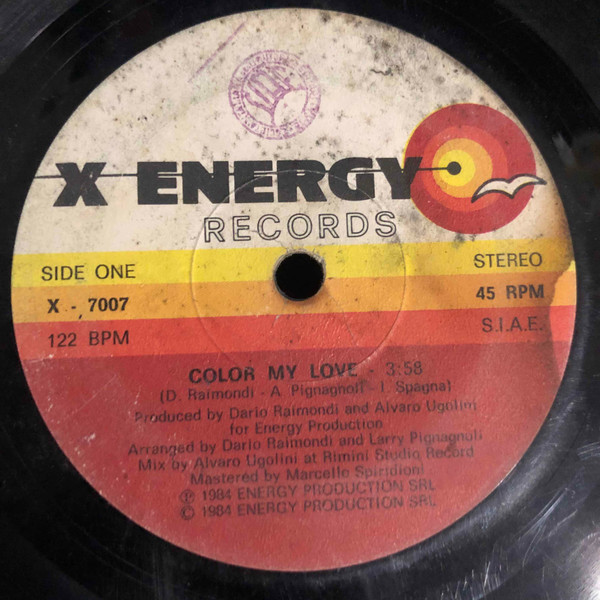 X ENERGY
RECORDS
SIDE ONE
STEREO
X - 7007
45 RPM
122 BPM
S.I.A.E.
COLOR MY LOVE - 3:58
(D. Raimondi - A. Pignagnoli - I. Spagna)
Produced by Dario Raimondi and Alvaro Ugolini
for Energy Production
Arranged by Dario Raimondi and Larry Pignagnoli
Mix by Alvaro Ugolini at Rimini Studio Record
Mastered by Marcello Spiridioni
℗ 1984 ENERGY PRODUCTION SRL
© 1984 ENERGY PRODUCTION SRL